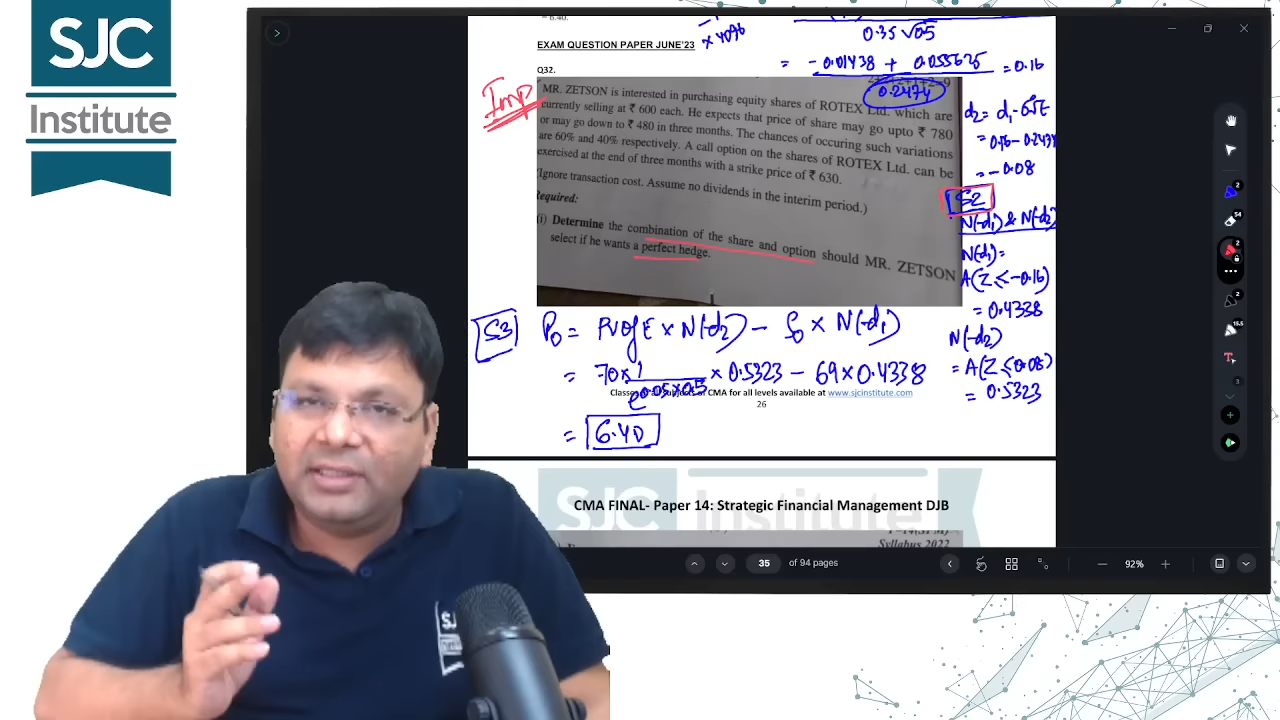 SJC
Institute
= 6.40.
× 40%
0.35 √0.5
EXAM QUESTION PAPER JUNE'23
= - 0.01438 + 0.055625 = 0.16
0.2474
Q32.
Imp
MR. ZETSON is interested in purchasing equity shares of ROTEX Ltd. which are
currently selling at ₹ 600 each. He expects that price of share may go upto ₹ 780
or may go down to ₹ 480 in three months. The chances of occuring such variations
are 60% and 40% respectively. A call option on the shares of ROTEX Ltd. can be
exercised at the end of three months with a strike price of ₹ 630.
(Ignore transaction cost. Assume no dividends in the interim period.)
Required:
(i) Determine the combination of the share and option should MR. ZETSON
select if he wants a perfect hedge.
d2 = d1 - σ√t
= -0.08
S2
N(-d1) & N(-d2)
N(-d1) =
A(Z ≤ -0.16)
= 0.4338
N(-d2)
= A(Z ≤ 0.08)
= 0.5323
S3 P0 = PV of E × N(-d2) - S0 × N(-d1)
= 70 × 1 × 0.5323 - 69 × 0.4338
e^0.05×0.5
at www.sjcinstitute.com
Classes
of CMA for all levels available
26
= 6.40
SJC Institute
CMA FINAL- Paper 14: Strategic Financial Management DJB
Syllabus 2022
35 of 94 pages
92%